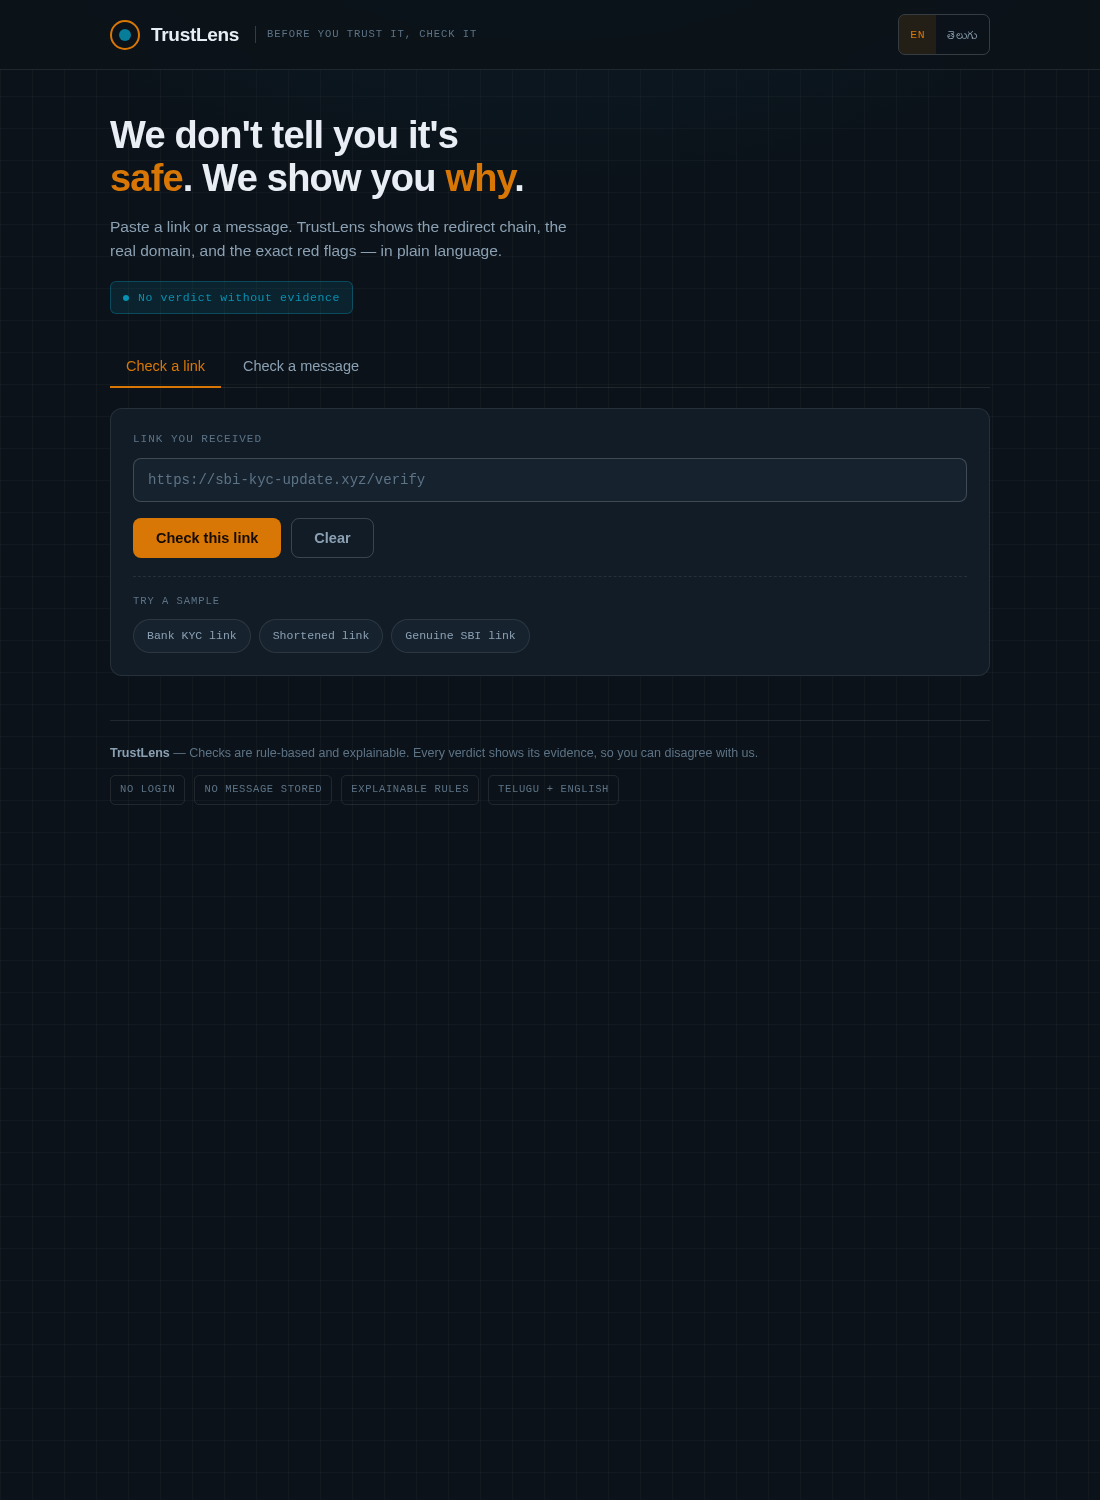 TrustLens
BEFORE YOU TRUST IT, CHECK IT
EN
తెలుగు
We don't tell you it's
safe. We show you why.
Paste a link or a message. TrustLens shows the redirect chain, the
real domain, and the exact red flags — in plain language.
No verdict without evidence
Check a link
Check a message
LINK YOU RECEIVED
https://sbi-kyc-update.xyz/verify
Check this link
Clear
TRY A SAMPLE
Bank KYC link
Shortened link
Genuine SBI link
TrustLens — Checks are rule-based and explainable. Every verdict shows its evidence, so you can disagree with us.
NO LOGIN
NO MESSAGE STORED
EXPLAINABLE RULES
TELUGU + ENGLISH